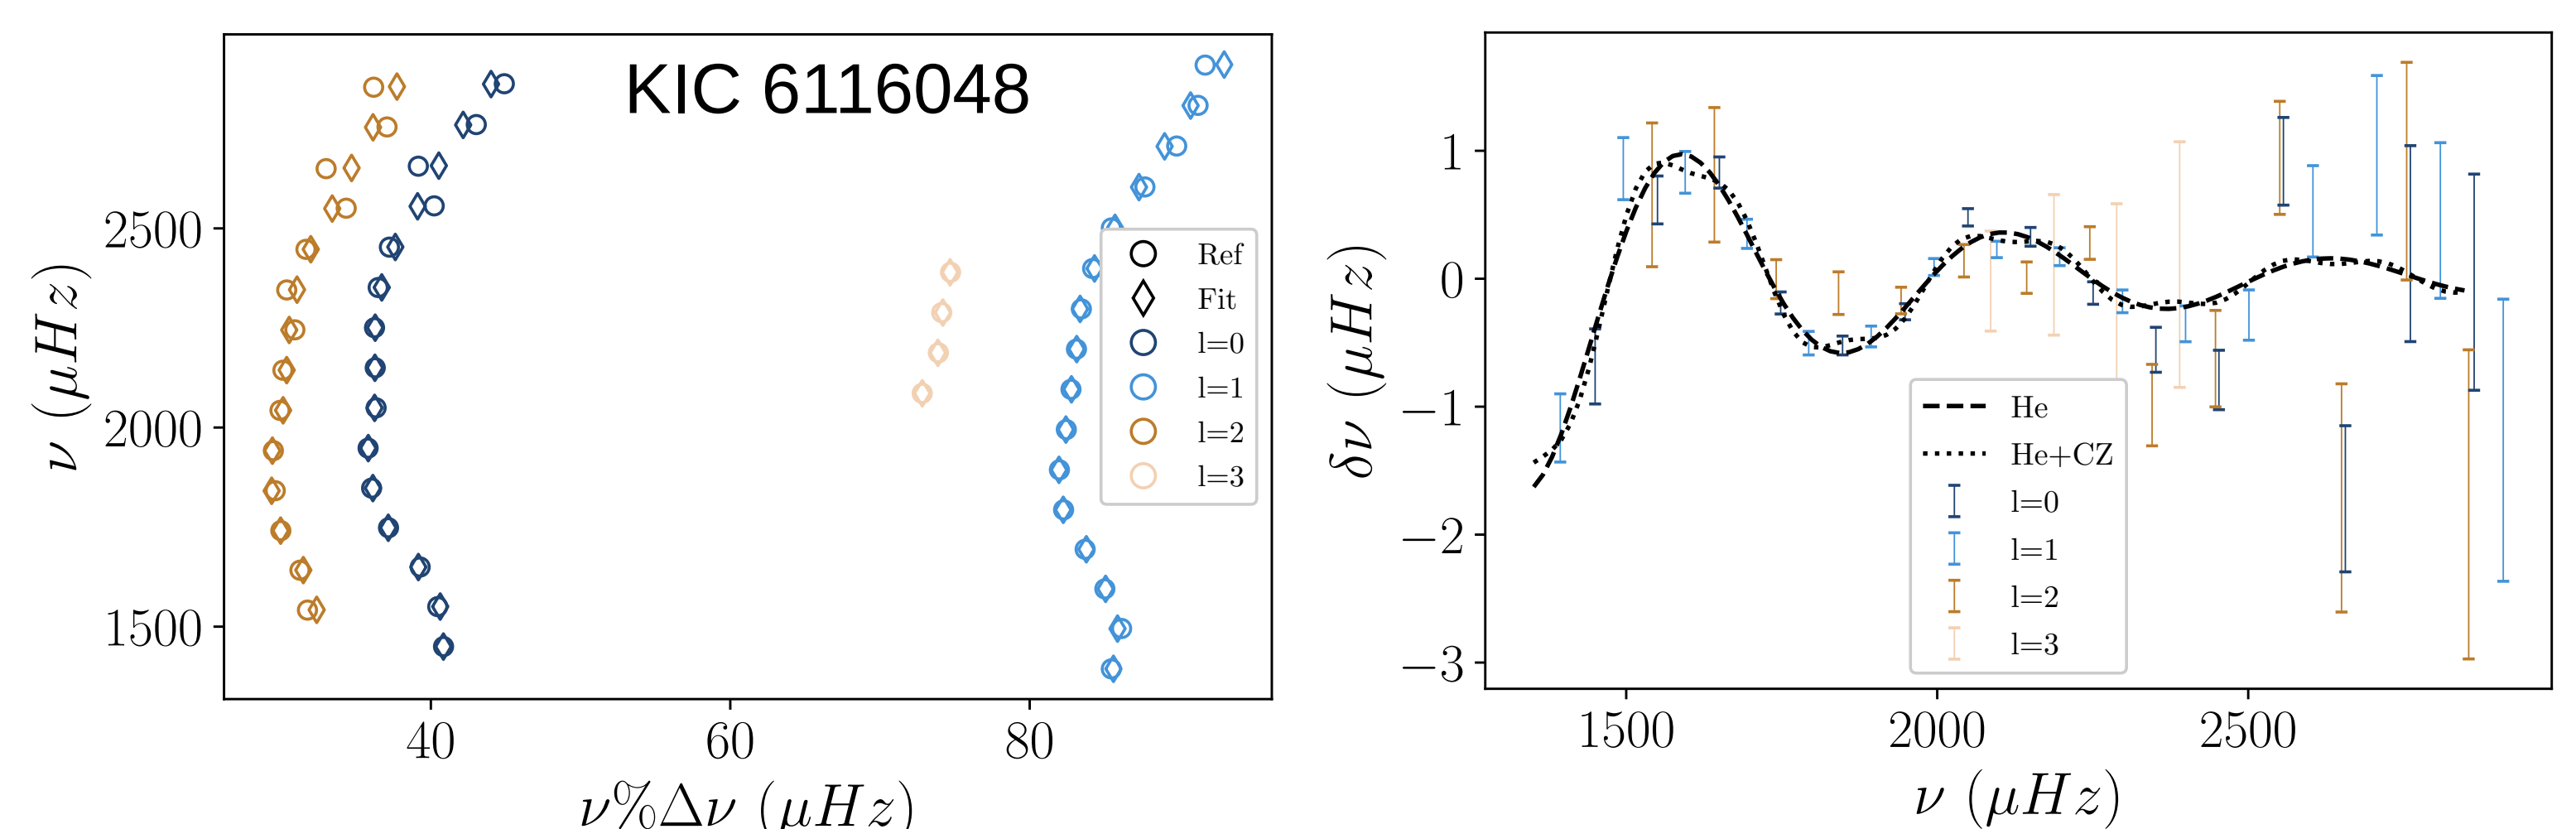 KIC 6116048
2500
2000
1500
ν (μHz)
40 60 80
ν%Δν (μHz)
Ref
Fit
l=0
l=1
l=2
l=3
1
0
−1
−2
−3
δν (μHz)
1500 2000 2500
ν (μHz)
He
He+CZ
l=0
l=1
l=2
l=3